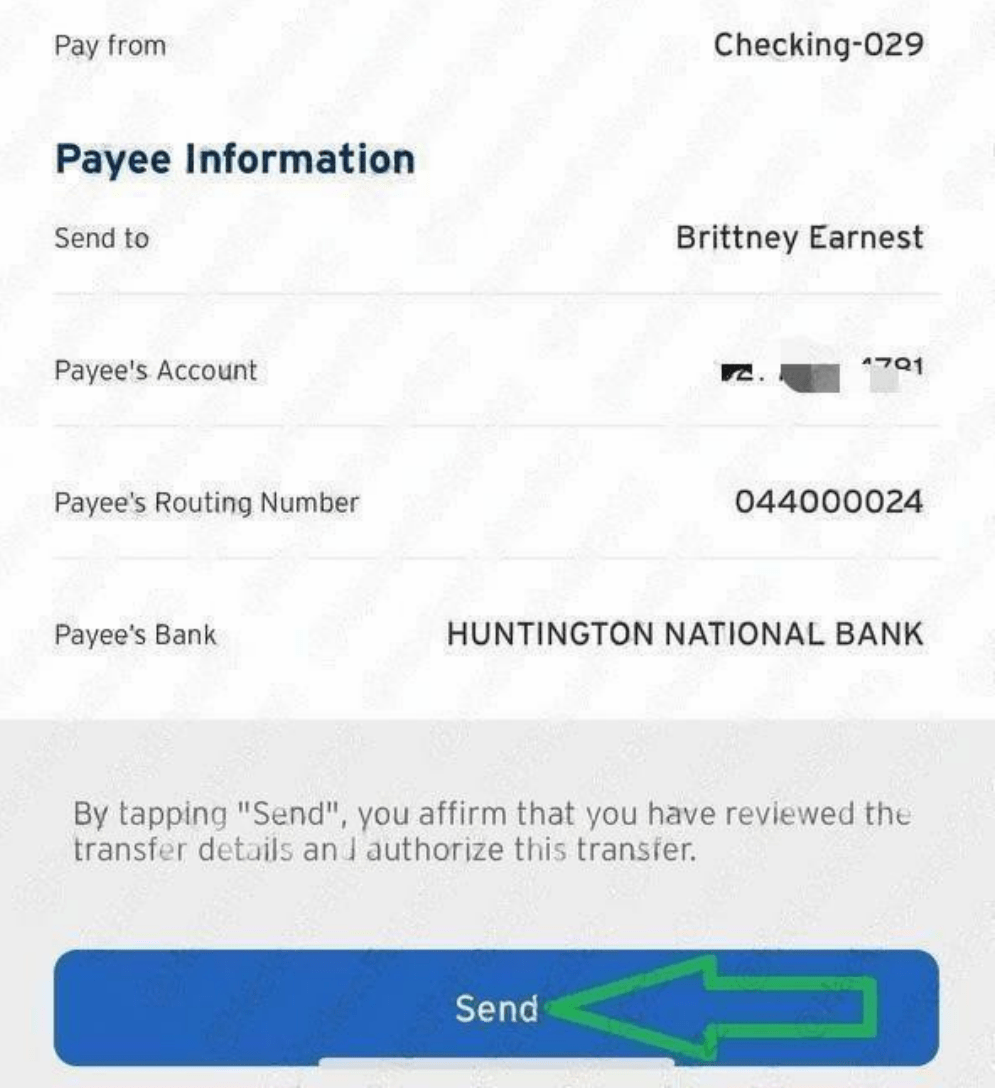 Pay from Checking-029
Payee Information
Send to Brittney Earnest
Payee's Account 1791
Payee's Routing Number 044000024
Payee's Bank HUNTINGTON NATIONAL BANK
By tapping "Send", you affirm that you have reviewed the
transfer details and authorize this transfer.
Send